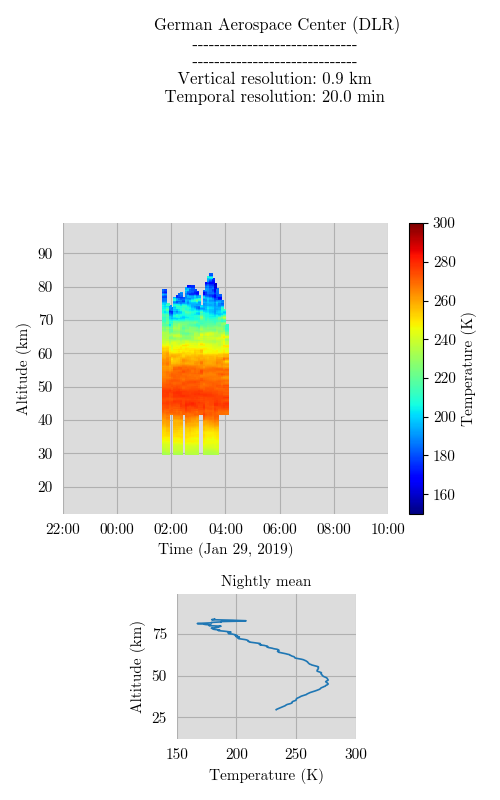 German Aerospace Center (DLR)
------------------------------
------------------------------
Vertical resolution: 0.9 km
Temporal resolution: 20.0 min
90
80
70
60
50
40
30
20
Altitude (km)
22:00 00:00 02:00 04:00 06:00 08:00 10:00
Time (Jan 29, 2019)
300
280
260
240
220
200
180
160
Temperature (K)
Nightly mean
75
50
25
Altitude (km)
150 200 250 300
Temperature (K)